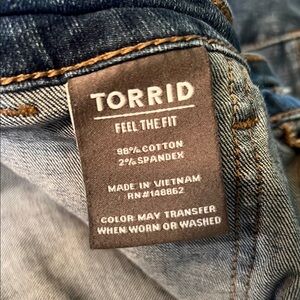 TORRID
FEEL THE FIT
98% COTTON
2% SPANDEX
MADE IN VIETNAM
RN#148862
COLOR MAY TRANSFER
WHEN WORN OR WASHED